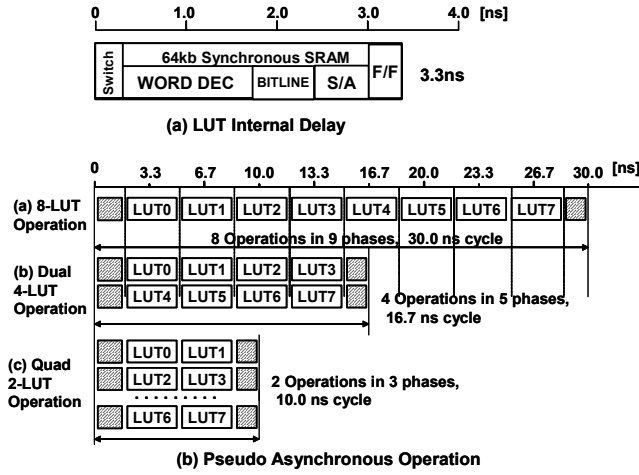 0 1.0 2.0 3.0 4.0 [ns]
Switch
64kb Synchronous SRAM
WORD DEC BITLINE S/A F/F
3.3ns
(a) LUT Internal Delay
0 3.3 6.7 10.0 13.3 16.7 20.0 23.3 26.7 30.0 [ns]
(a) 8-LUT
Operation
LUT0 LUT1 LUT2 LUT3 LUT4 LUT5 LUT6 LUT7
8 Operations in 9 phases, 30.0 ns cycle
(b) Dual
4-LUT
Operation
LUT0 LUT1 LUT2 LUT3
LUT4 LUT5 LUT6 LUT7
4 Operations in 5 phases,
16.7 ns cycle
(c) Quad
2-LUT
Operation
LUT0 LUT1
LUT2 LUT3
. . . . . . . . .
LUT6 LUT7
2 Operations in 3 phases,
10.0 ns cycle
(b) Pseudo Asynchronous Operation